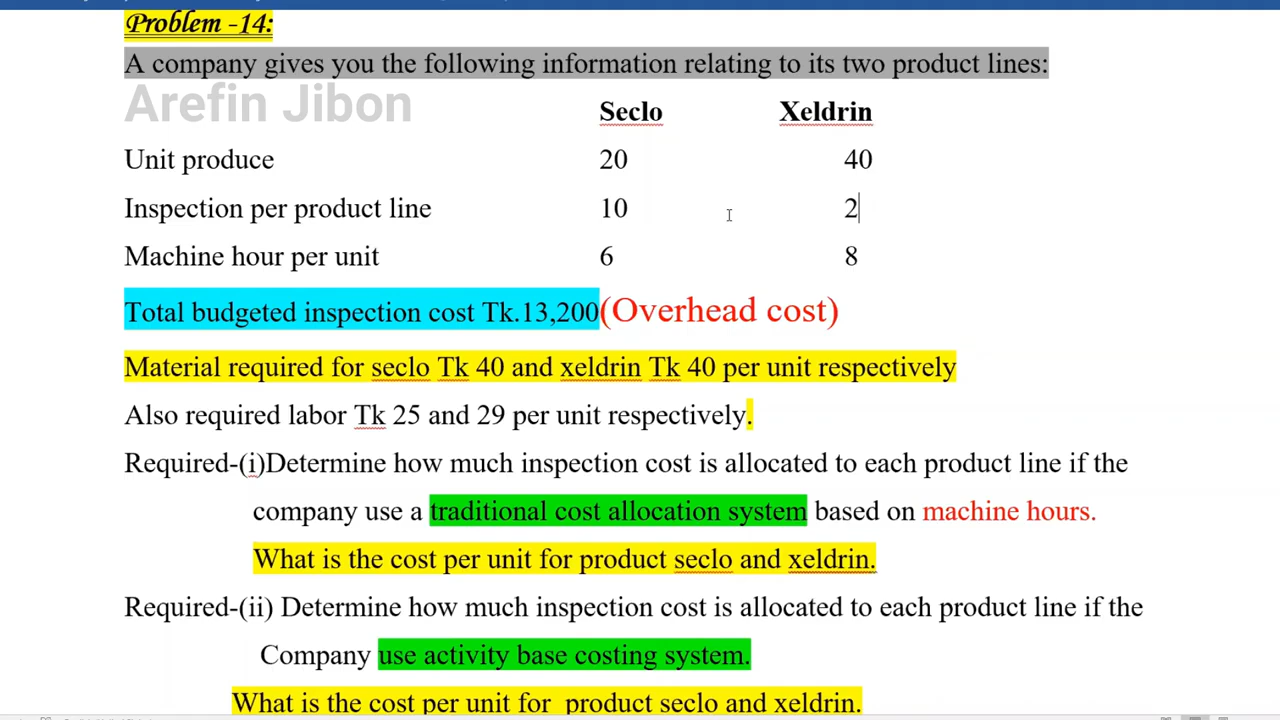 Problem -14:
A company gives you the following information relating to its two product lines:
Arefin Jibon
Seclo Xeldrin
Unit produce 20 40
Inspection per product line 10 2
Machine hour per unit 6 8
Total budgeted inspection cost Tk.13,200(Overhead cost)
Material required for seclo Tk 40 and xeldrin Tk 40 per unit respectively
Also required labor Tk 25 and 29 per unit respectively.
Required-(i)Determine how much inspection cost is allocated to each product line if the
company use a traditional cost allocation system based on machine hours.
What is the cost per unit for product seclo and xeldrin.
Required-(ii) Determine how much inspection cost is allocated to each product line if the
Company use activity base costing system.
What is the cost per unit for product seclo and xeldrin.